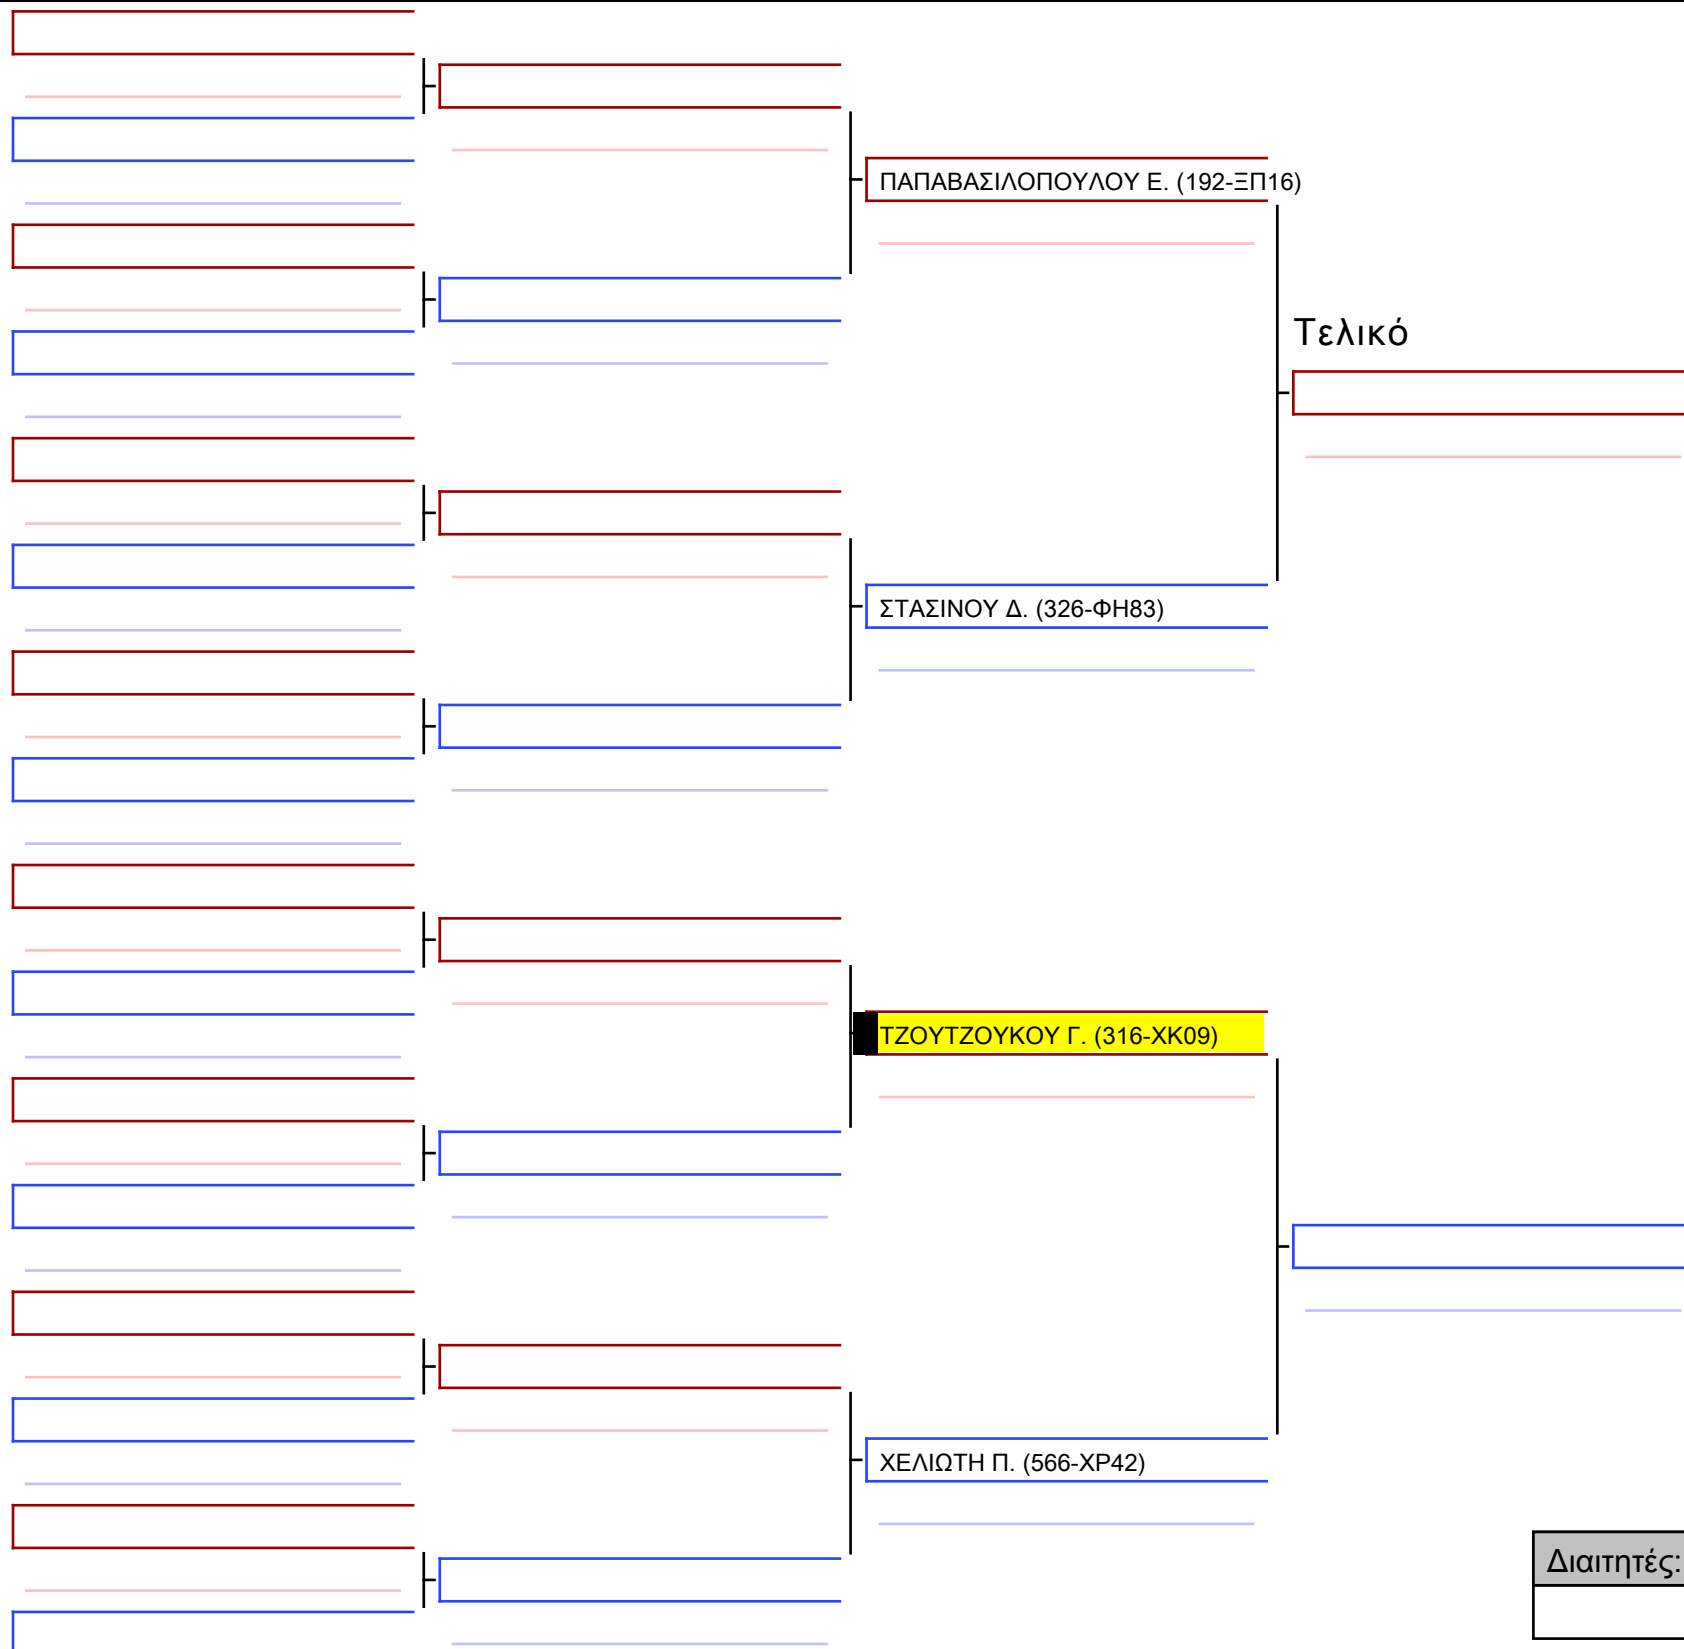 ΠΑΠΑΒΑΣΙΛΟΠΟΥΛΟΥ Ε. (192-ΞΠ16)
Τελικό
ΣΤΑΣΙΝΟΥ Δ. (326-ΦΗ83)
ΤΖΟΥΤΖΟΥΚΟΥ Γ. (316-ΧΚ09)
ΧΕΛΙΩΤΗ Π. (566-ΧΡ42)
Διαιτητές: